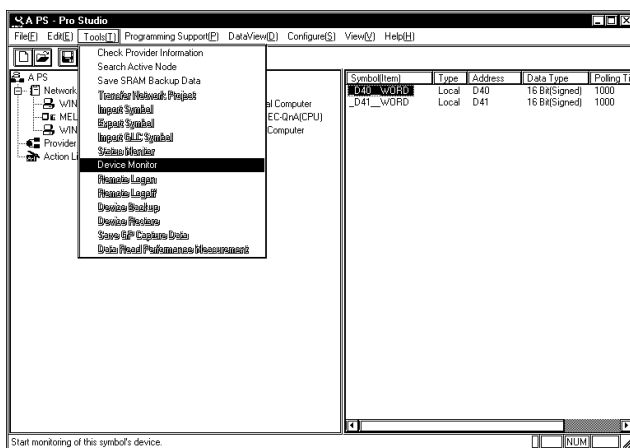 A PS - Pro Studio
File(F) Edit(E) Tools(T) Programming Support(P) DataView(D) Configure(S) View(V) Help(H)
Check Provider Information
Search Active Node
Save SRAM Backup Data
Transfer Network Project
Import Symbol
Export Symbol
Import GLC Symbol
Status Monitor
Device Monitor
Remote Logon
Remote Logoff
Device Backup
Device Restore
Save GP Capture Data
Data Read Performance Measurement
A PS
Network
WIN
al Computer
MEL
EC-QnA(CPU)
WIN
Computer
Provider
Action Li
Symbol(Item) Type Address Data Type Polling Ti
_D40__WORD Local D40 16 Bit(Signed) 1000
_D41__WORD Local D41 16 Bit(Signed) 1000
Start monitoring of this symbol's device.
NUM